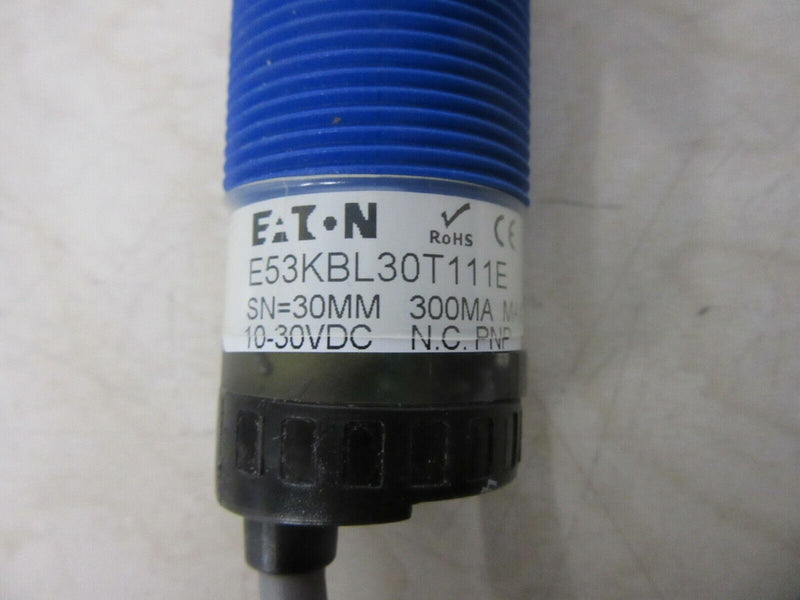 EATON RoHS CE
E53KBL30T111E
SN=30MM 300MA
10-30VDC N.C. PNP